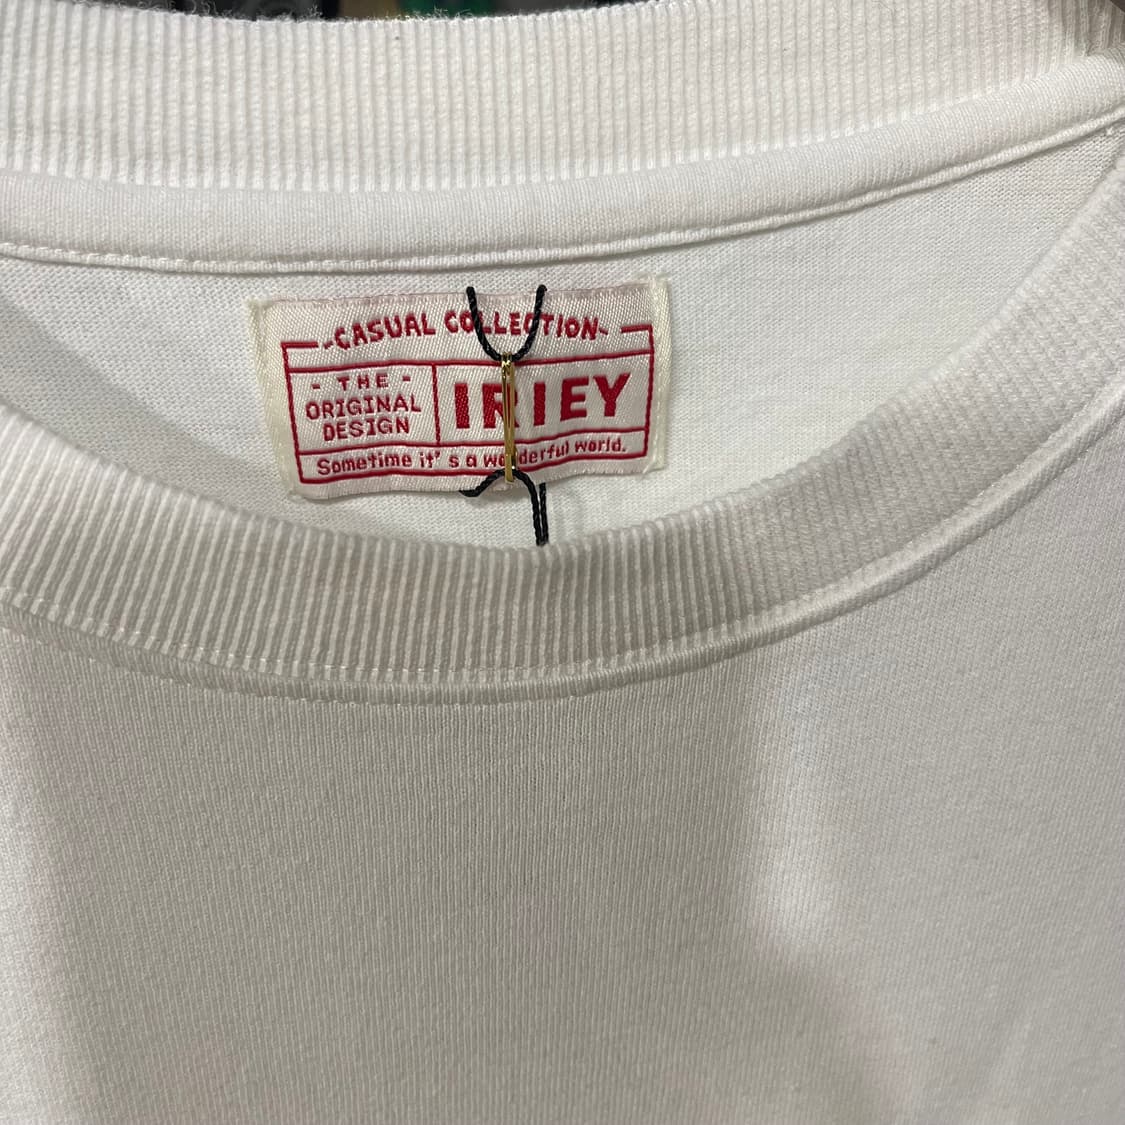 -CASUAL COLLECTION-
- THE -
ORIGINAL
DESIGN
IRIEY
Sometime it' s a wonderful world.